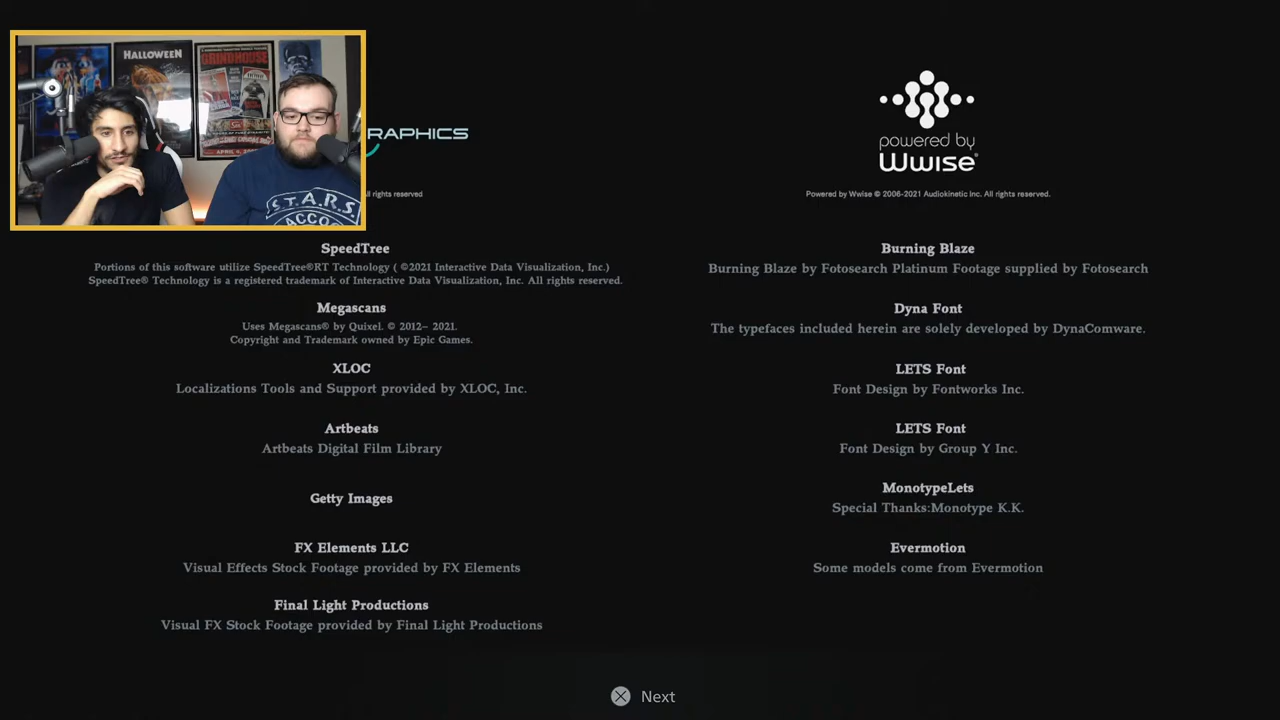 HALLOWEEN
GRINDHOUSE
APRIL 6
S.T.A.R.S.
RAPHICS
ll rights reserved
powered by
Wwise®
Powered by Wwise © 2006-2021 Audiokinetic Inc. All rights reserved.
SpeedTree
Portions of this software utilize SpeedTree®RT Technology ( ©2021 Interactive Data Visualization, Inc.)
SpeedTree® Technology is a registered trademark of Interactive Data Visualization, Inc. All rights reserved.
Megascans
Uses Megascans® by Quixel. © 2012– 2021.
Copyright and Trademark owned by Epic Games.
XLOC
Localizations Tools and Support provided by XLOC, Inc.
Artbeats
Artbeats Digital Film Library
Getty Images
FX Elements LLC
Visual Effects Stock Footage provided by FX Elements
Final Light Productions
Visual FX Stock Footage provided by Final Light Productions
Burning Blaze
Burning Blaze by Fotosearch Platinum Footage supplied by Fotosearch
Dyna Font
The typefaces included herein are solely developed by DynaComware.
LETS Font
Font Design by Fontworks Inc.
LETS Font
Font Design by Group Y Inc.
MonotypeLets
Special Thanks:Monotype K.K.
Evermotion
Some models come from Evermotion
Next